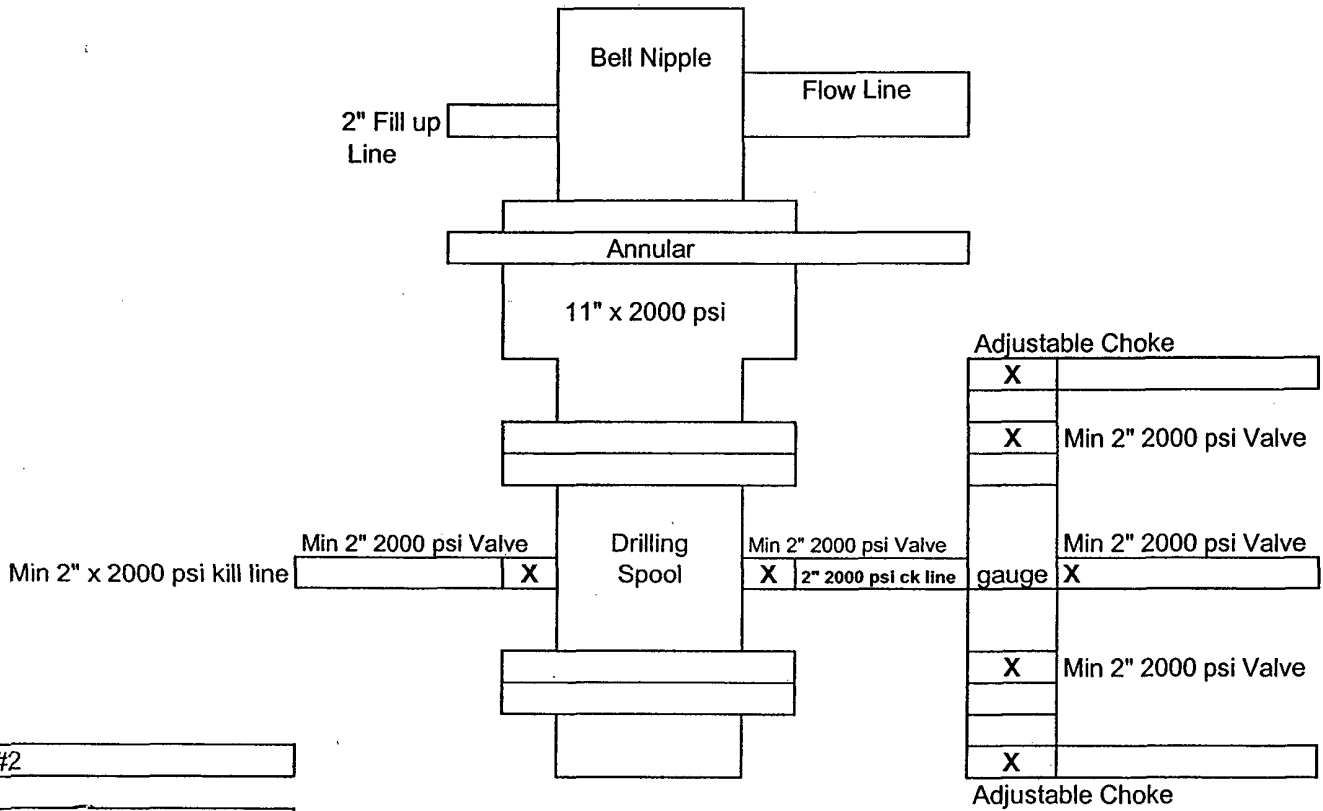 Bell Nipple
Flow Line
2" Fill up
Line
Annular
11" x 2000 psi
Adjustable Choke
X
X Min 2" 2000 psi Valve
Min 2" 2000 psi Valve
Drilling
Spool
Min 2" 2000 psi Valve
Min 2" 2000 psi Valve
Min 2" x 2000 psi kill line
X
X
2" 2000 psi ck line
gauge
X
X Min 2" 2000 psi Valve
#2
X
Adjustable Choke